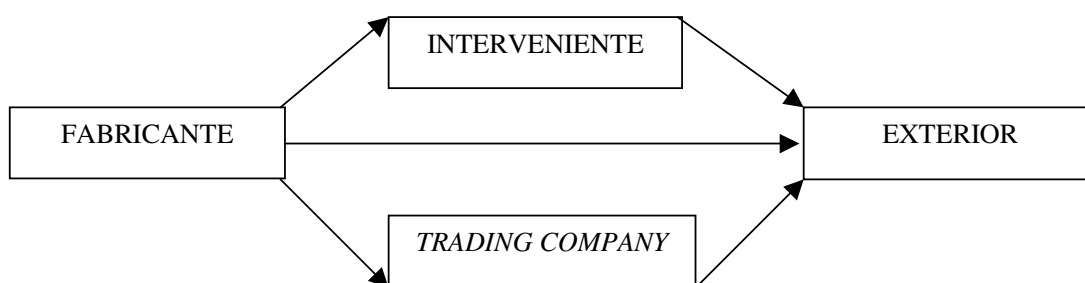 INTERVENIENTE
FABRICANTE
EXTERIOR
TRADING COMPANY